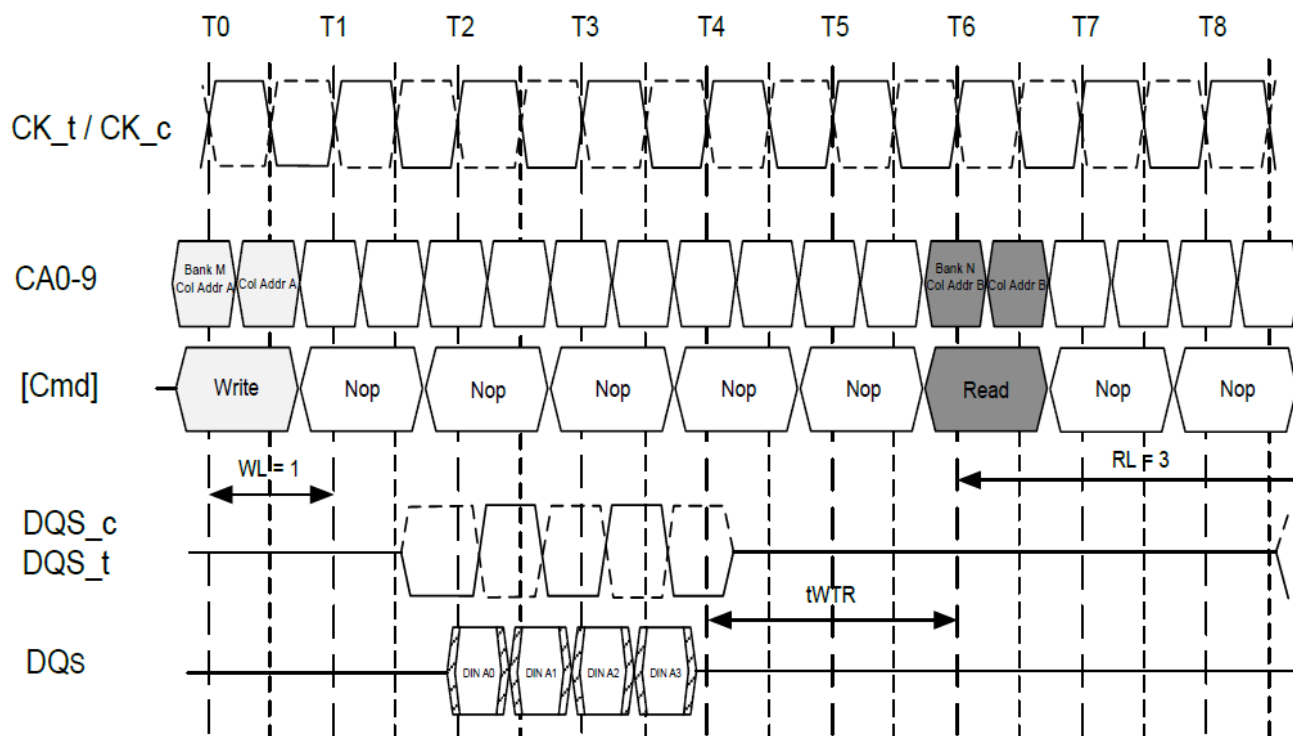 T0 T1 T2 T3 T4 T5 T6 T7 T8
CK_t / CK_c
CA0-9
Bank M
Col Addr A
Col Addr A
Bank N
Col Addr B
Col Addr B
[Cmd]
Write Nop Nop Nop Nop Nop Read Nop Nop
WL = 1
RL = 3
DQS_c
DQS_t
tWTR
DQs
DIN A0 DIN A1 DIN A2 DIN A3